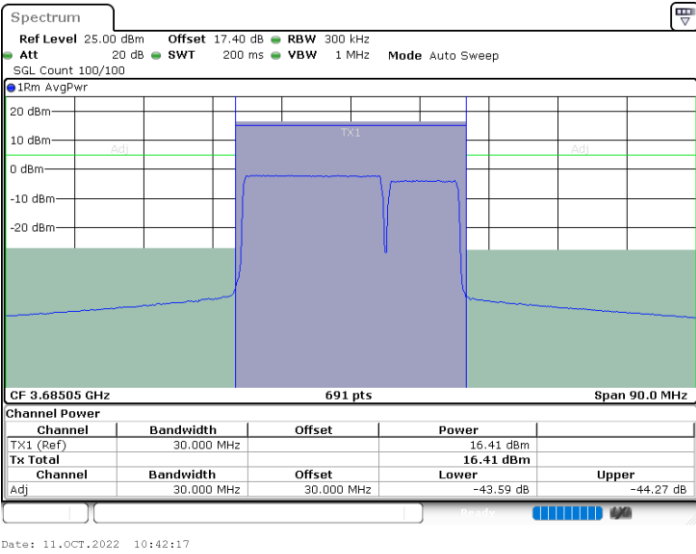 Spectrum
Ref Level 25.00 dBm Offset 17.40 dB RBW 300 kHz
Att 20 dB SWT 200 ms VBW 1 MHz Mode Auto Sweep
SGL Count 100/100
1Rm AvgPwr
20 dBm
TX1
10 dBm
Adj Adj
0 dBm
-10 dBm
-20 dBm
CF 3.68505 GHz 691 pts Span 90.0 MHz
Channel Power
Channel Bandwidth Offset Power
TX1 (Ref) 30.000 MHz 16.41 dBm
Tx Total 16.41 dBm
Channel Bandwidth Offset Lower Upper
Adj 30.000 MHz 30.000 MHz -43.59 dB -44.27 dB
Ready
Date: 11.OCT.2022 10:42:17